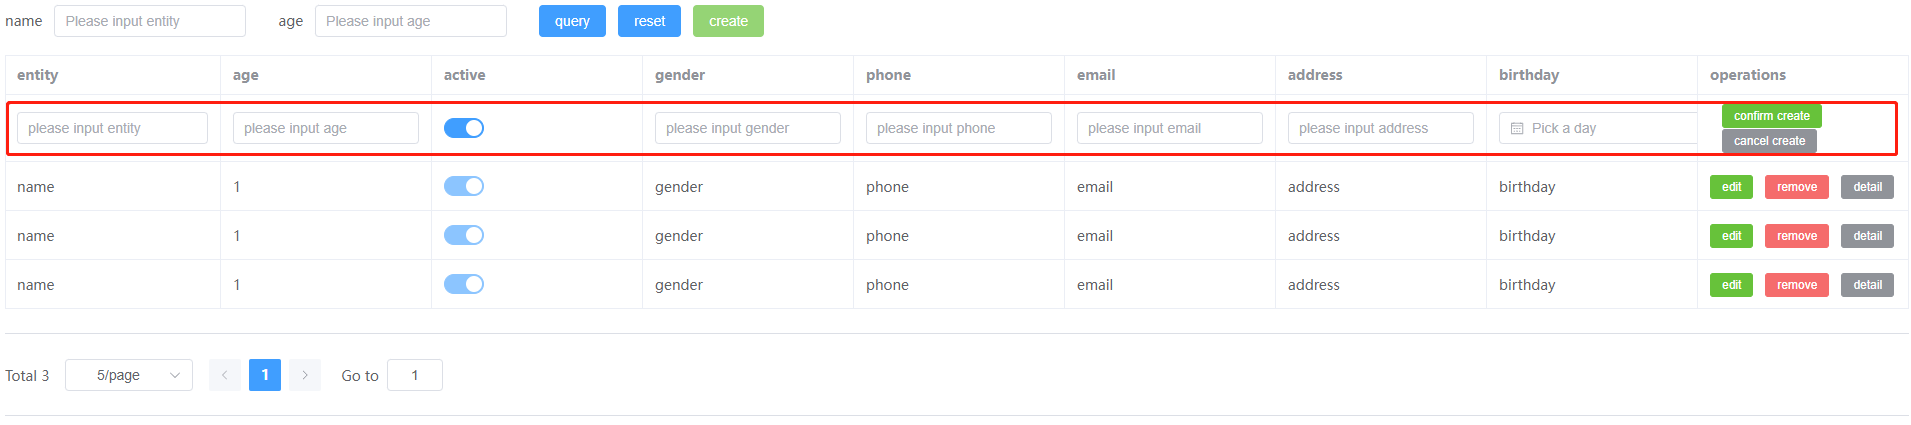 name Please input entity age Please input age query reset create
entity age active gender phone email address birthday operations
please input entity please input age please input gender please input phone please input email please input address Pick a day confirm create
cancel create
name 1 gender phone email address birthday edit remove detail
name 1 gender phone email address birthday edit remove detail
name 1 gender phone email address birthday edit remove detail
Total 3 5/page 1 Go to 1